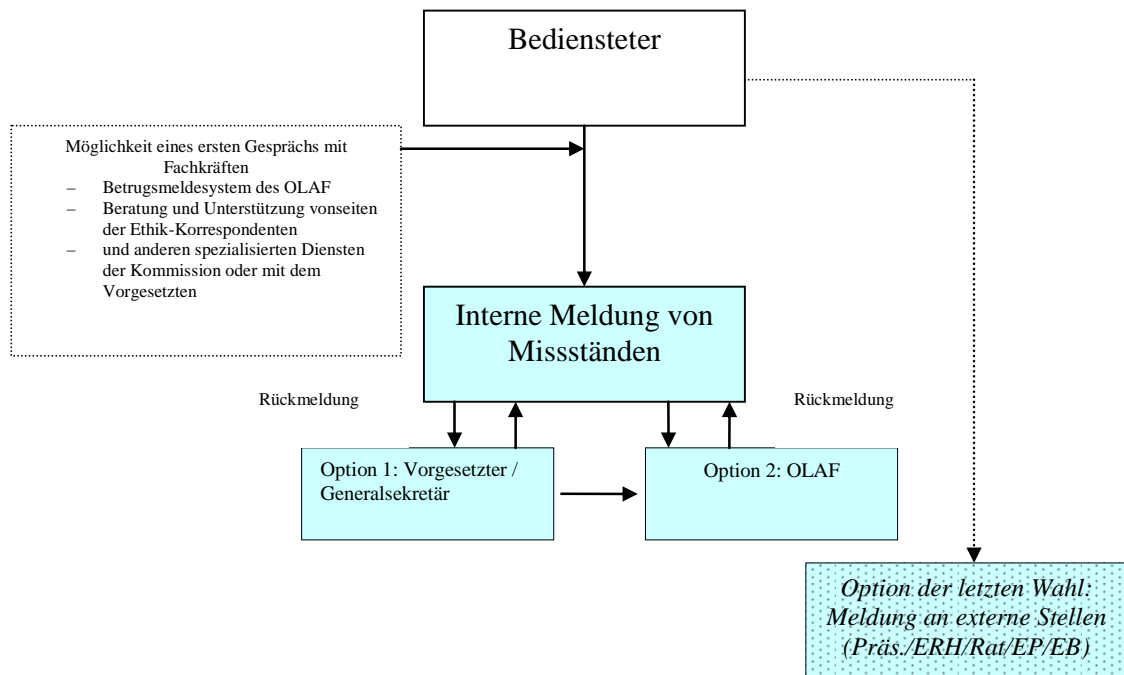 Bediensteter
Möglichkeit eines ersten Gesprächs mit
Fachkräften
– Betrugsmeldesystem des OLAF
– Beratung und Unterstützung vonseiten
der Ethik-Korrespondenten
– und anderen spezialisierten Diensten
der Kommission oder mit dem
Vorgesetzten
Interne Meldung von
Missständen
Rückmeldung
Rückmeldung
Option 1: Vorgesetzter /
Generalsekretär
Option 2: OLAF
Option der letzten Wahl:
Meldung an externe Stellen
(Präs./ERH/Rat/EP/EB)